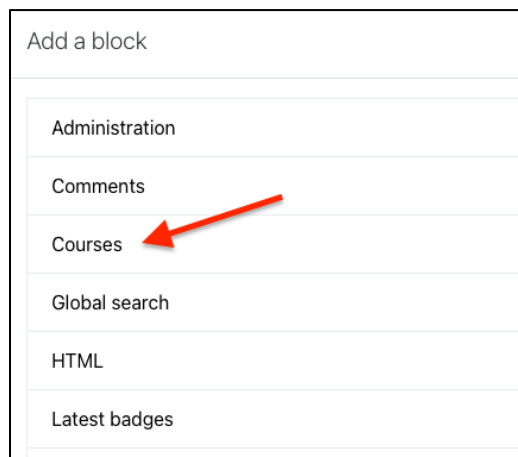 Add a block
Administration
Comments
Courses
Global search
HTML
Latest badges